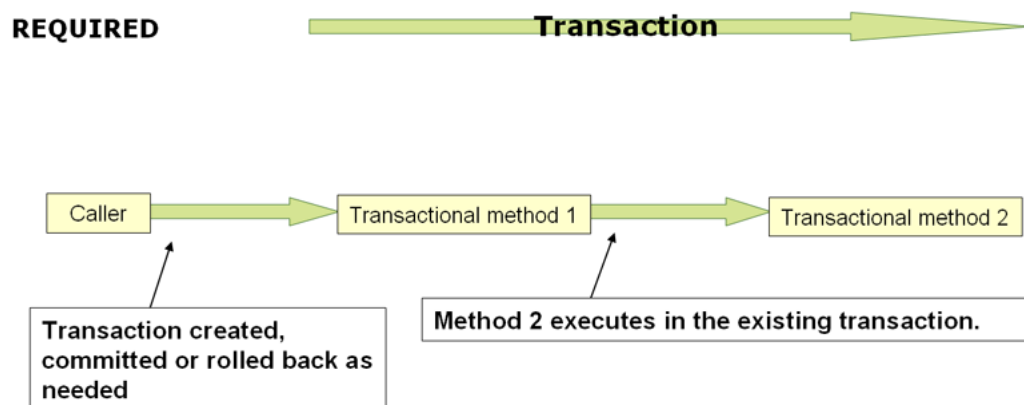 REQUIRED
Transaction
Caller
Transactional method 1
Transactional method 2
Transaction created,
committed or rolled back as
needed
Method 2 executes in the existing transaction.